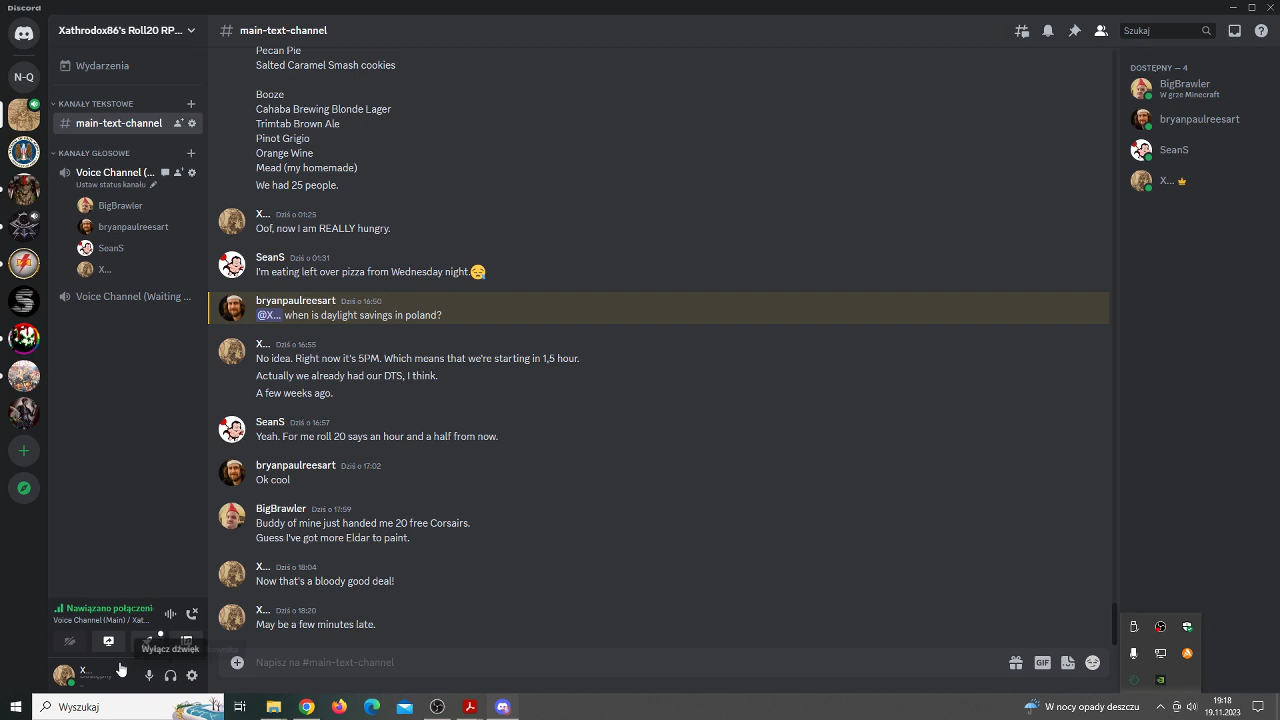 Discord
Xathrodox86's Roll20 RP...
main-text-channel
Szukaj
N-Q
Wydarzenia
KANAŁY TEKSTOWE
main-text-channel
KANAŁY GŁOSOWE
Voice Channel (...
Ustaw status kanału
BigBrawler
bryanpaulreesart
SeanS
X...
Voice Channel (Waiting ...
Pecan Pie
Salted Caramel Smash cookies
Booze
Cahaba Brewing Blonde Lager
Trimtab Brown Ale
Pinot Grigio
Orange Wine
Mead (my homemade)
We had 25 people.
X... Dziś o 01:25
Oof, now I am REALLY hungry.
SeanS Dziś o 01:31
I'm eating left over pizza from Wednesday night.😪
bryanpaulreesart Dziś o 16:50
@X... when is daylight savings in poland?
X... Dziś o 16:55
No idea. Right now it's 5PM. Which means that we're starting in 1,5 hour.
Actually we already had our DTS, I think.
A few weeks ago.
SeanS Dziś o 16:57
Yeah. For me roll 20 says an hour and a half from now.
bryanpaulreesart Dziś o 17:02
Ok cool
BigBrawler Dziś o 17:59
Buddy of mine just handed me 20 free Corsairs.
Guess I've got more Eldar to paint.
X... Dziś o 18:04
Now that's a bloody good deal!
X... Dziś o 18:20
May be a few minutes late.
Napisz na #main-text-channel
GIF
DOSTĘPNY — 4
BigBrawler
W grze Minecraft
bryanpaulreesart
SeanS
X...
Nawiązano połączeni
Voice Channel (Main) / Xat...
Wyłącz dźwięk
X...
Dostępny
Wyszukaj
W nocy opady deszczu
19:18
19.11.2023